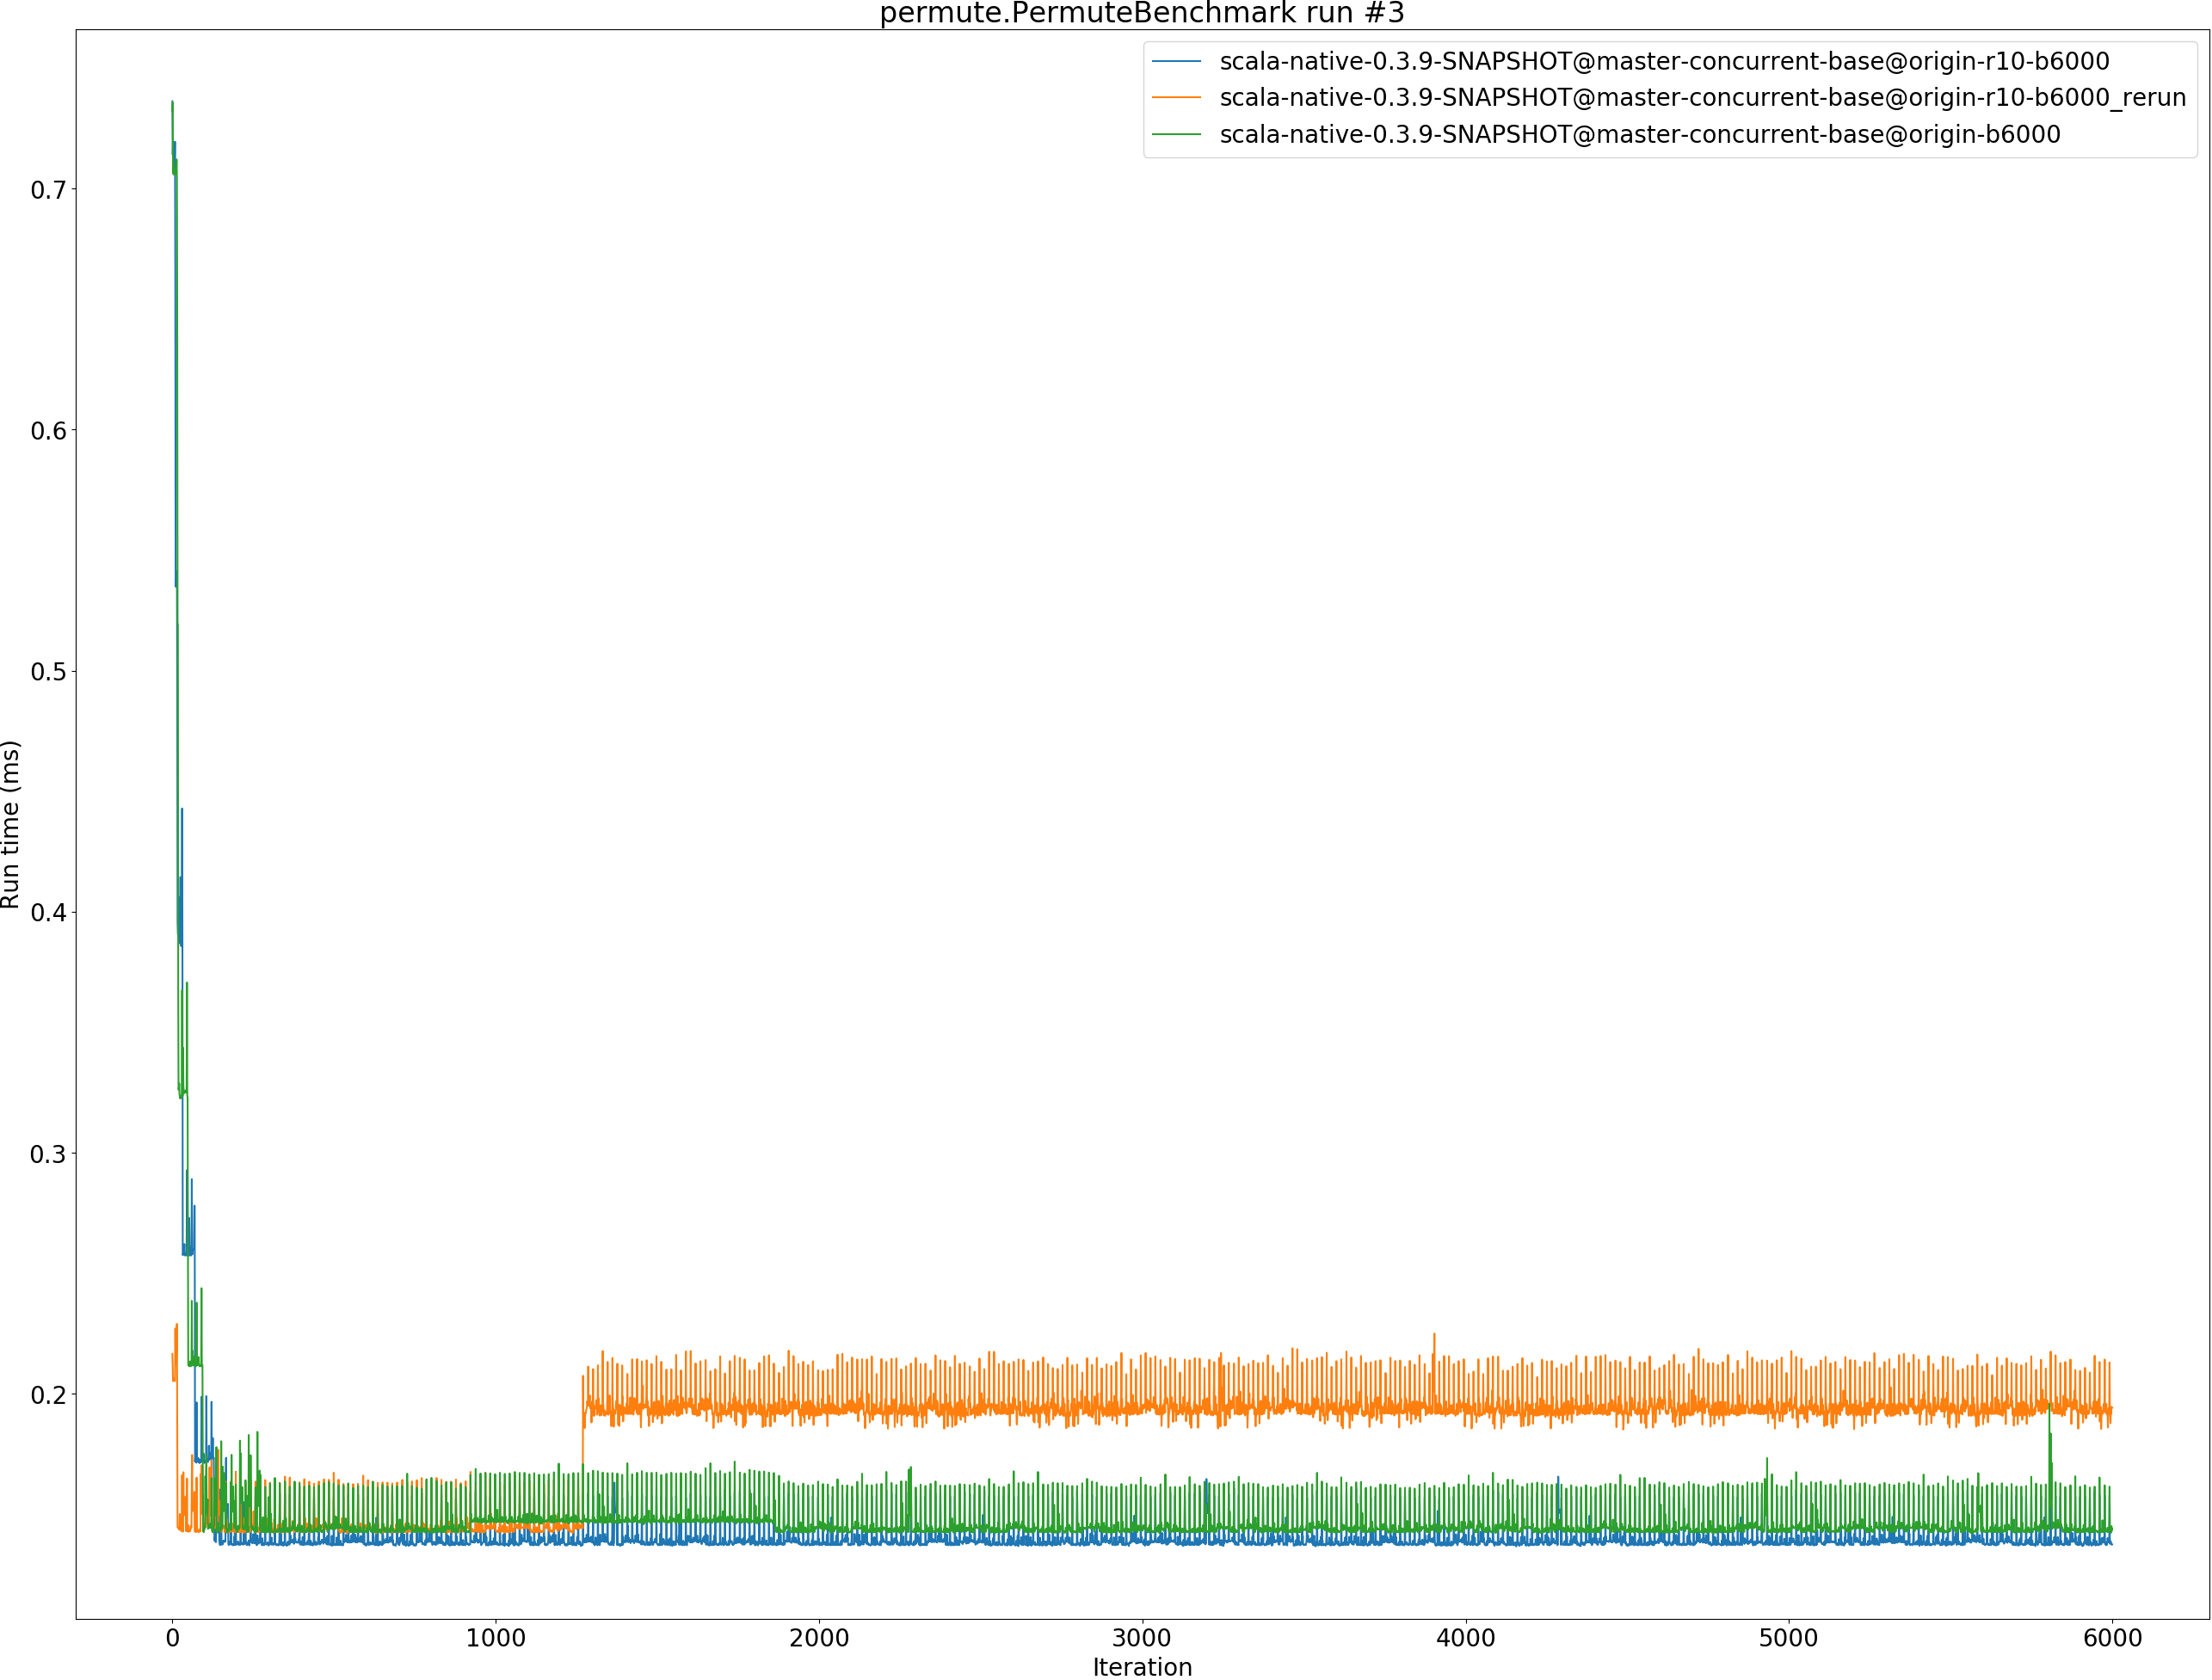 permute.PermuteBenchmark run #3
scala-native-0.3.9-SNAPSHOT@master-concurrent-base@origin-r10-b6000
scala-native-0.3.9-SNAPSHOT@master-concurrent-base@origin-r10-b6000_rerun
scala-native-0.3.9-SNAPSHOT@master-concurrent-base@origin-b6000
Run time (ms)
0.7
0.6
0.5
0.4
0.3
0.2
0 1000 2000 3000 4000 5000 6000
Iteration